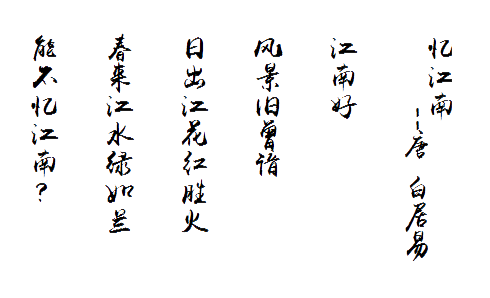 忆江南
--唐 白居易
江南好
风景旧曾谙
日出江花红胜火
春来江水绿如兰
能不忆江南?